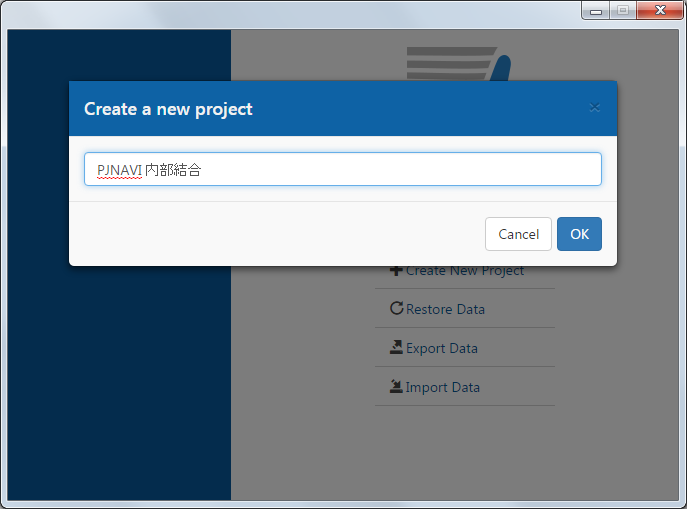 Create a new project
PJNAVI 内部結合
Cancel
OK
Create New Project
Restore Data
Export Data
Import Data